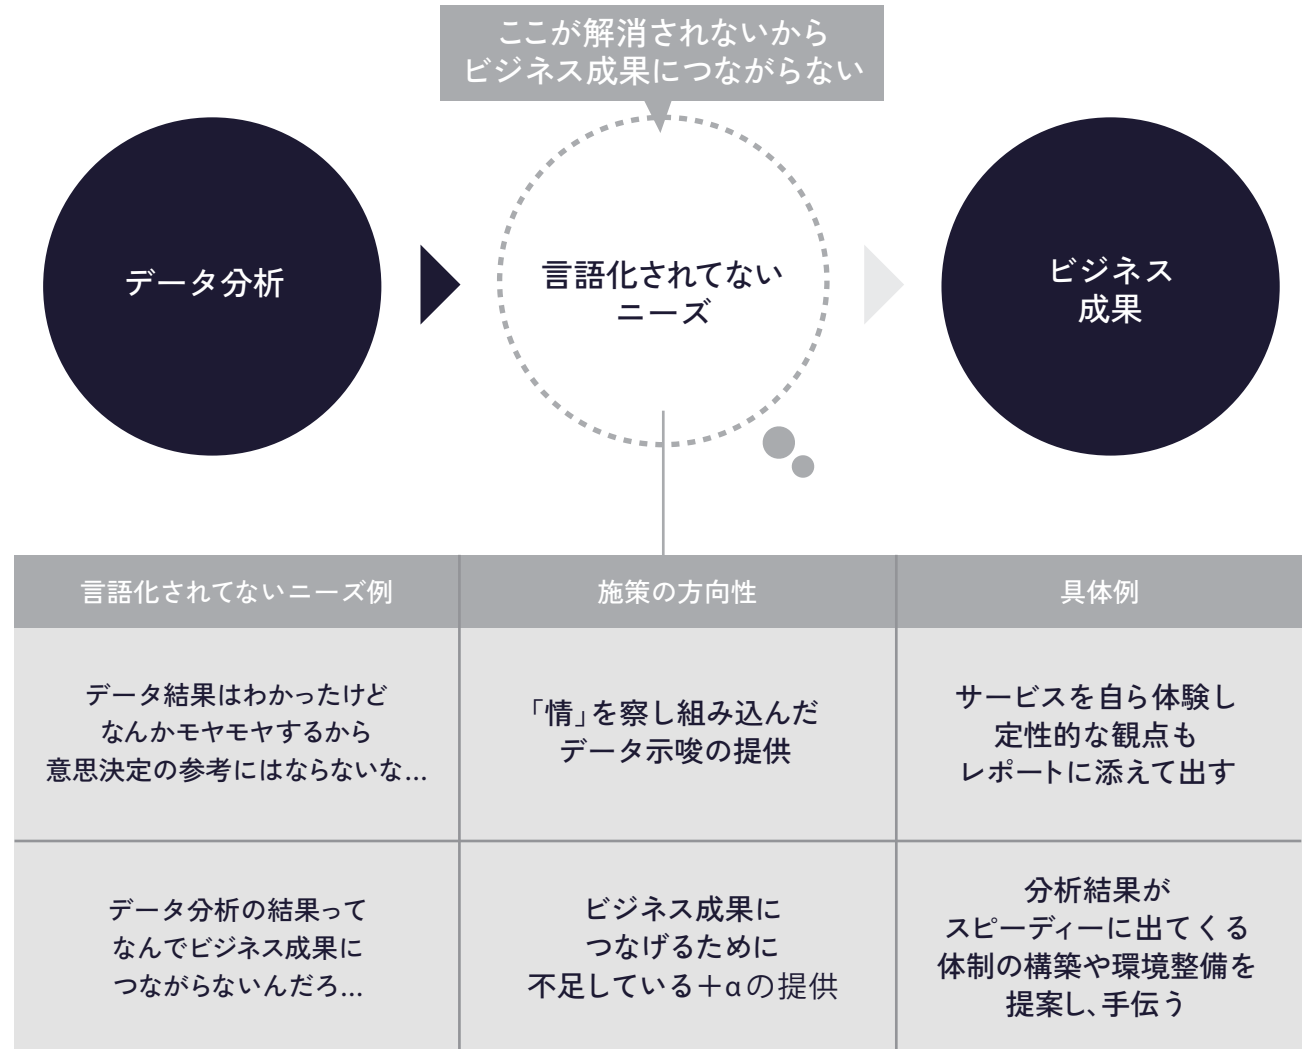 ここが解消されないから
ビジネス成果につながらない
データ分析
言語化されてない
ニーズ
ビジネス
成果
言語化されてないニーズ例
施策の方向性
具体例
データ結果はわかったけど
なんかモヤモヤするから
意思決定の参考にはならないな...
「情」を察し組み込んだ
データ示唆の提供
サービスを自ら体験し
定性的な観点も
レポートに添えて出す
データ分析の結果って
なんでビジネス成果に
つながらないんだろ...
ビジネス成果に
つなげるために
不足している＋αの提供
分析結果が
スピーディーに出てくる
体制の構築や環境整備を
提案し、手伝う